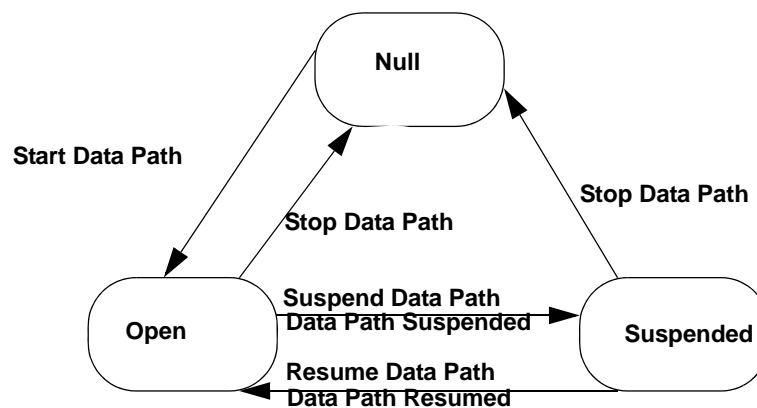 Null
Start Data Path
Stop Data Path
Stop Data Path
Open
Suspend Data Path
Data Path Suspended
Suspended
Resume Data Path
Data Path Resumed